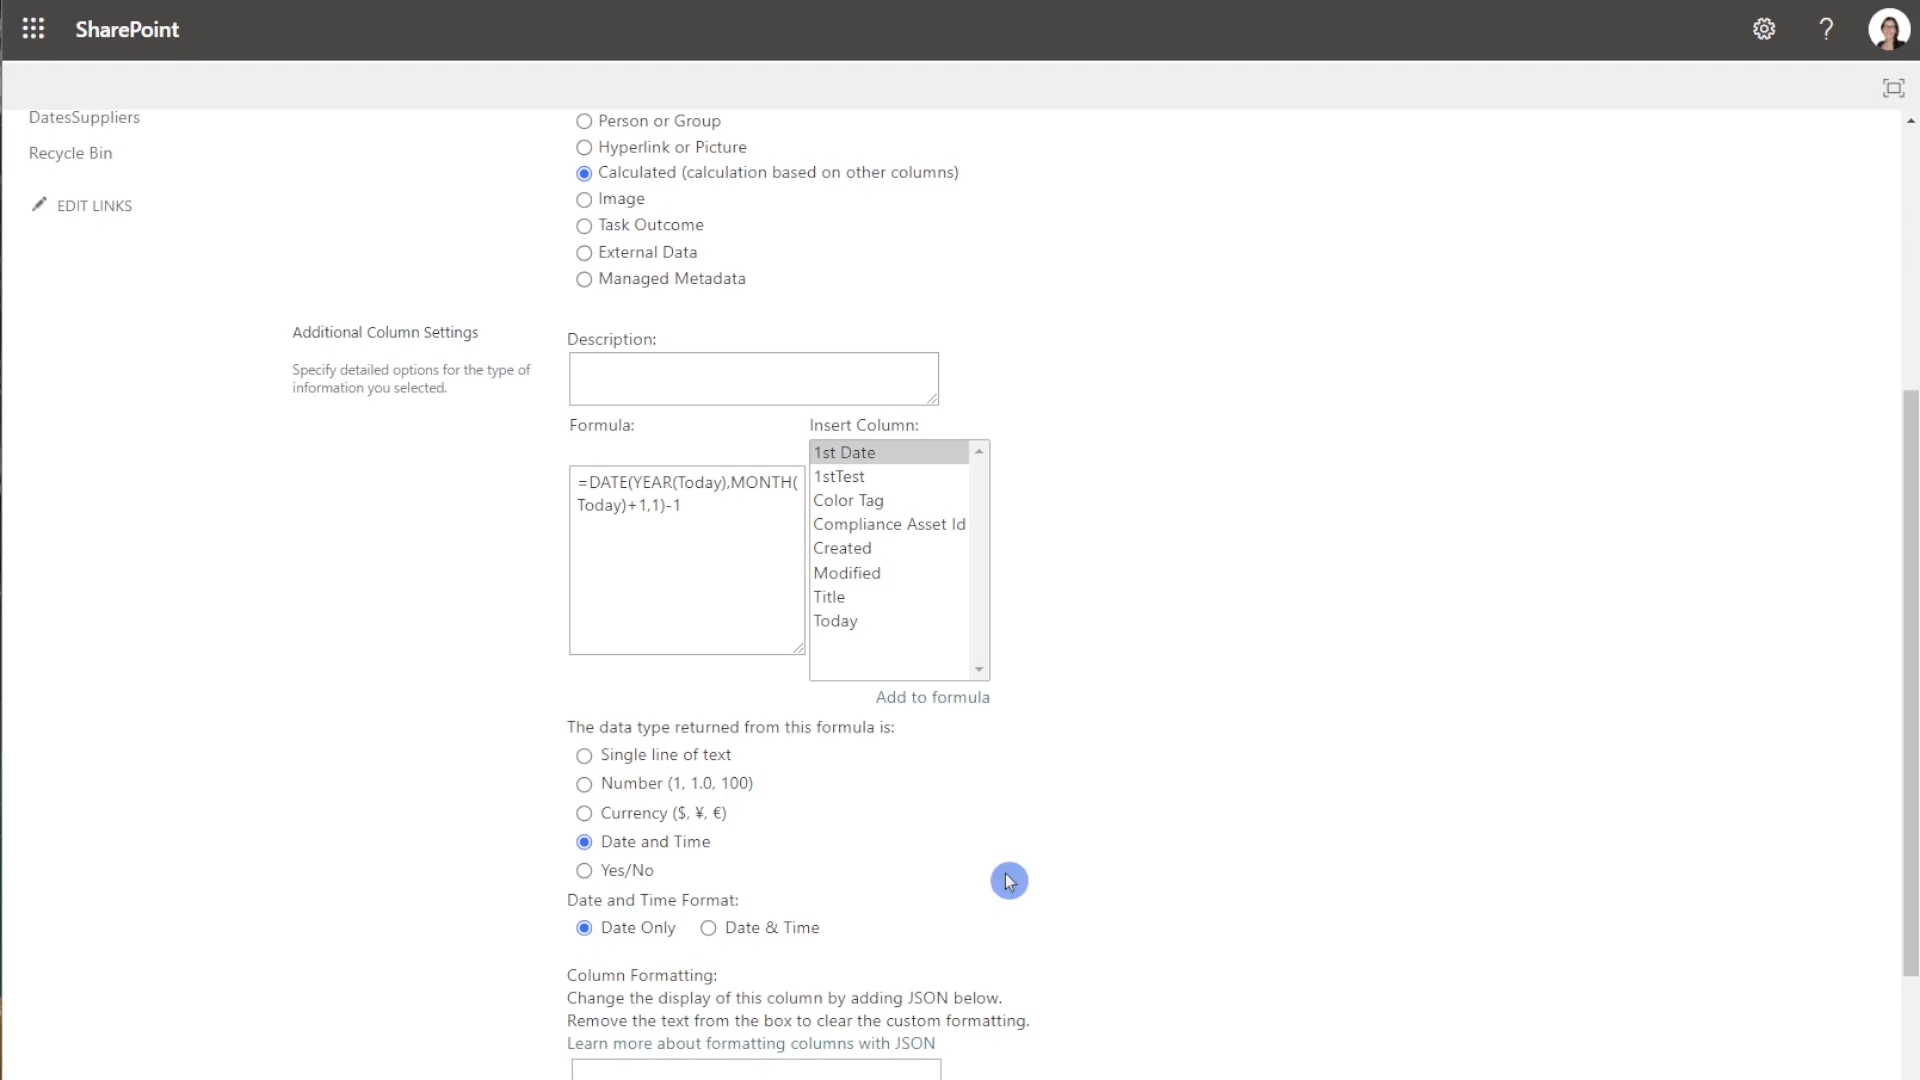 SharePoint
?
DatesSuppliers
Recycle Bin
EDIT LINKS
Person or Group
Hyperlink or Picture
Calculated (calculation based on other columns)
Image
Task Outcome
External Data
Managed Metadata
Additional Column Settings
Specify detailed options for the type of
information you selected.
Description:
Formula:
=DATE(YEAR(Today),MONTH(
Today)+1,1)-1
Insert Column:
1st Date
1stTest
Color Tag
Compliance Asset Id
Created
Modified
Title
Today
Add to formula
The data type returned from this formula is:
Single line of text
Number (1, 1.0, 100)
Currency ($, ¥, €)
Date and Time
Yes/No
Date and Time Format:
Date Only Date & Time
Column Formatting:
Change the display of this column by adding JSON below.
Remove the text from the box to clear the custom formatting.
Learn more about formatting columns with JSON